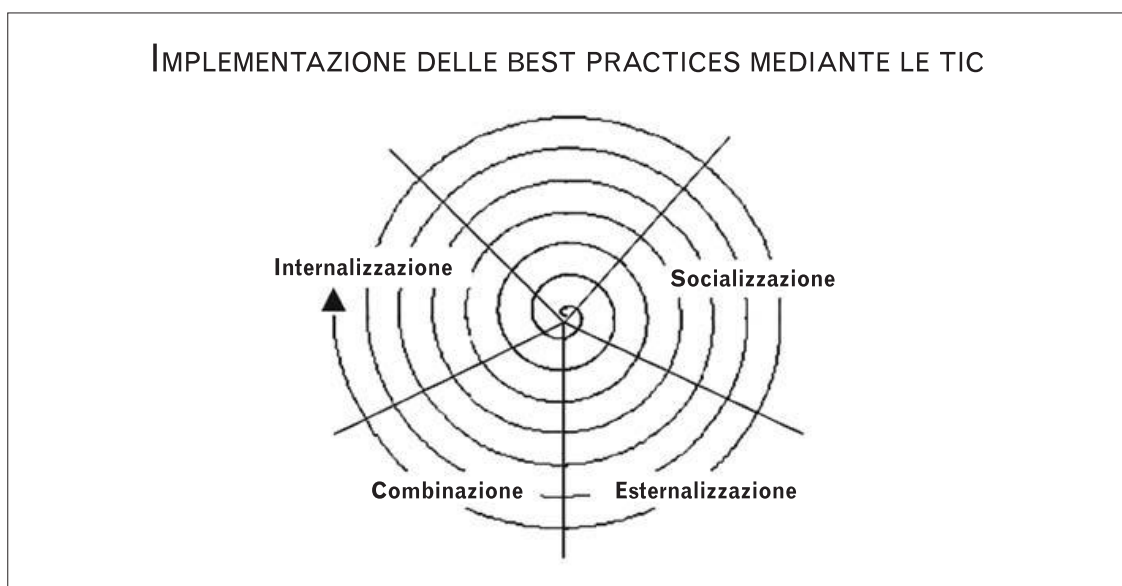 IMPLEMENTAZIONE DELLE BEST PRACTICES MEDIANTE LE TIC
Internalizzazione
Socializzazione
Combinazione
Esternalizzazione